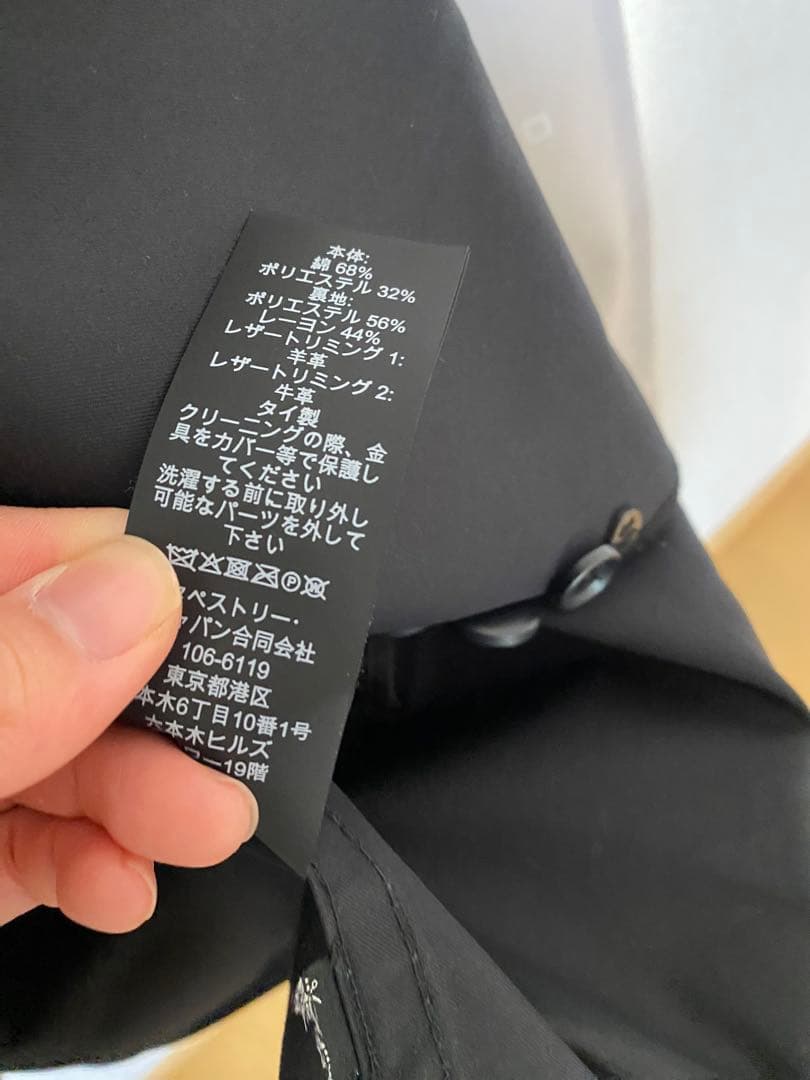 本体:
綿 68%
ポリエステル 32%
裏地:
ポリエステル 56%
レーヨン 44%
レザートリミング 1:
羊革
レザートリミング 2:
牛革
タイ製
クリーニングの際、金
具をカバー等で保護し
てください
洗濯する前に取り外し
可能なパーツを外して
下さい
ペストリー・
パン合同会社
106-6119
東京都港区
本木6丁目10番1号
六本木ヒルズ
ー19階